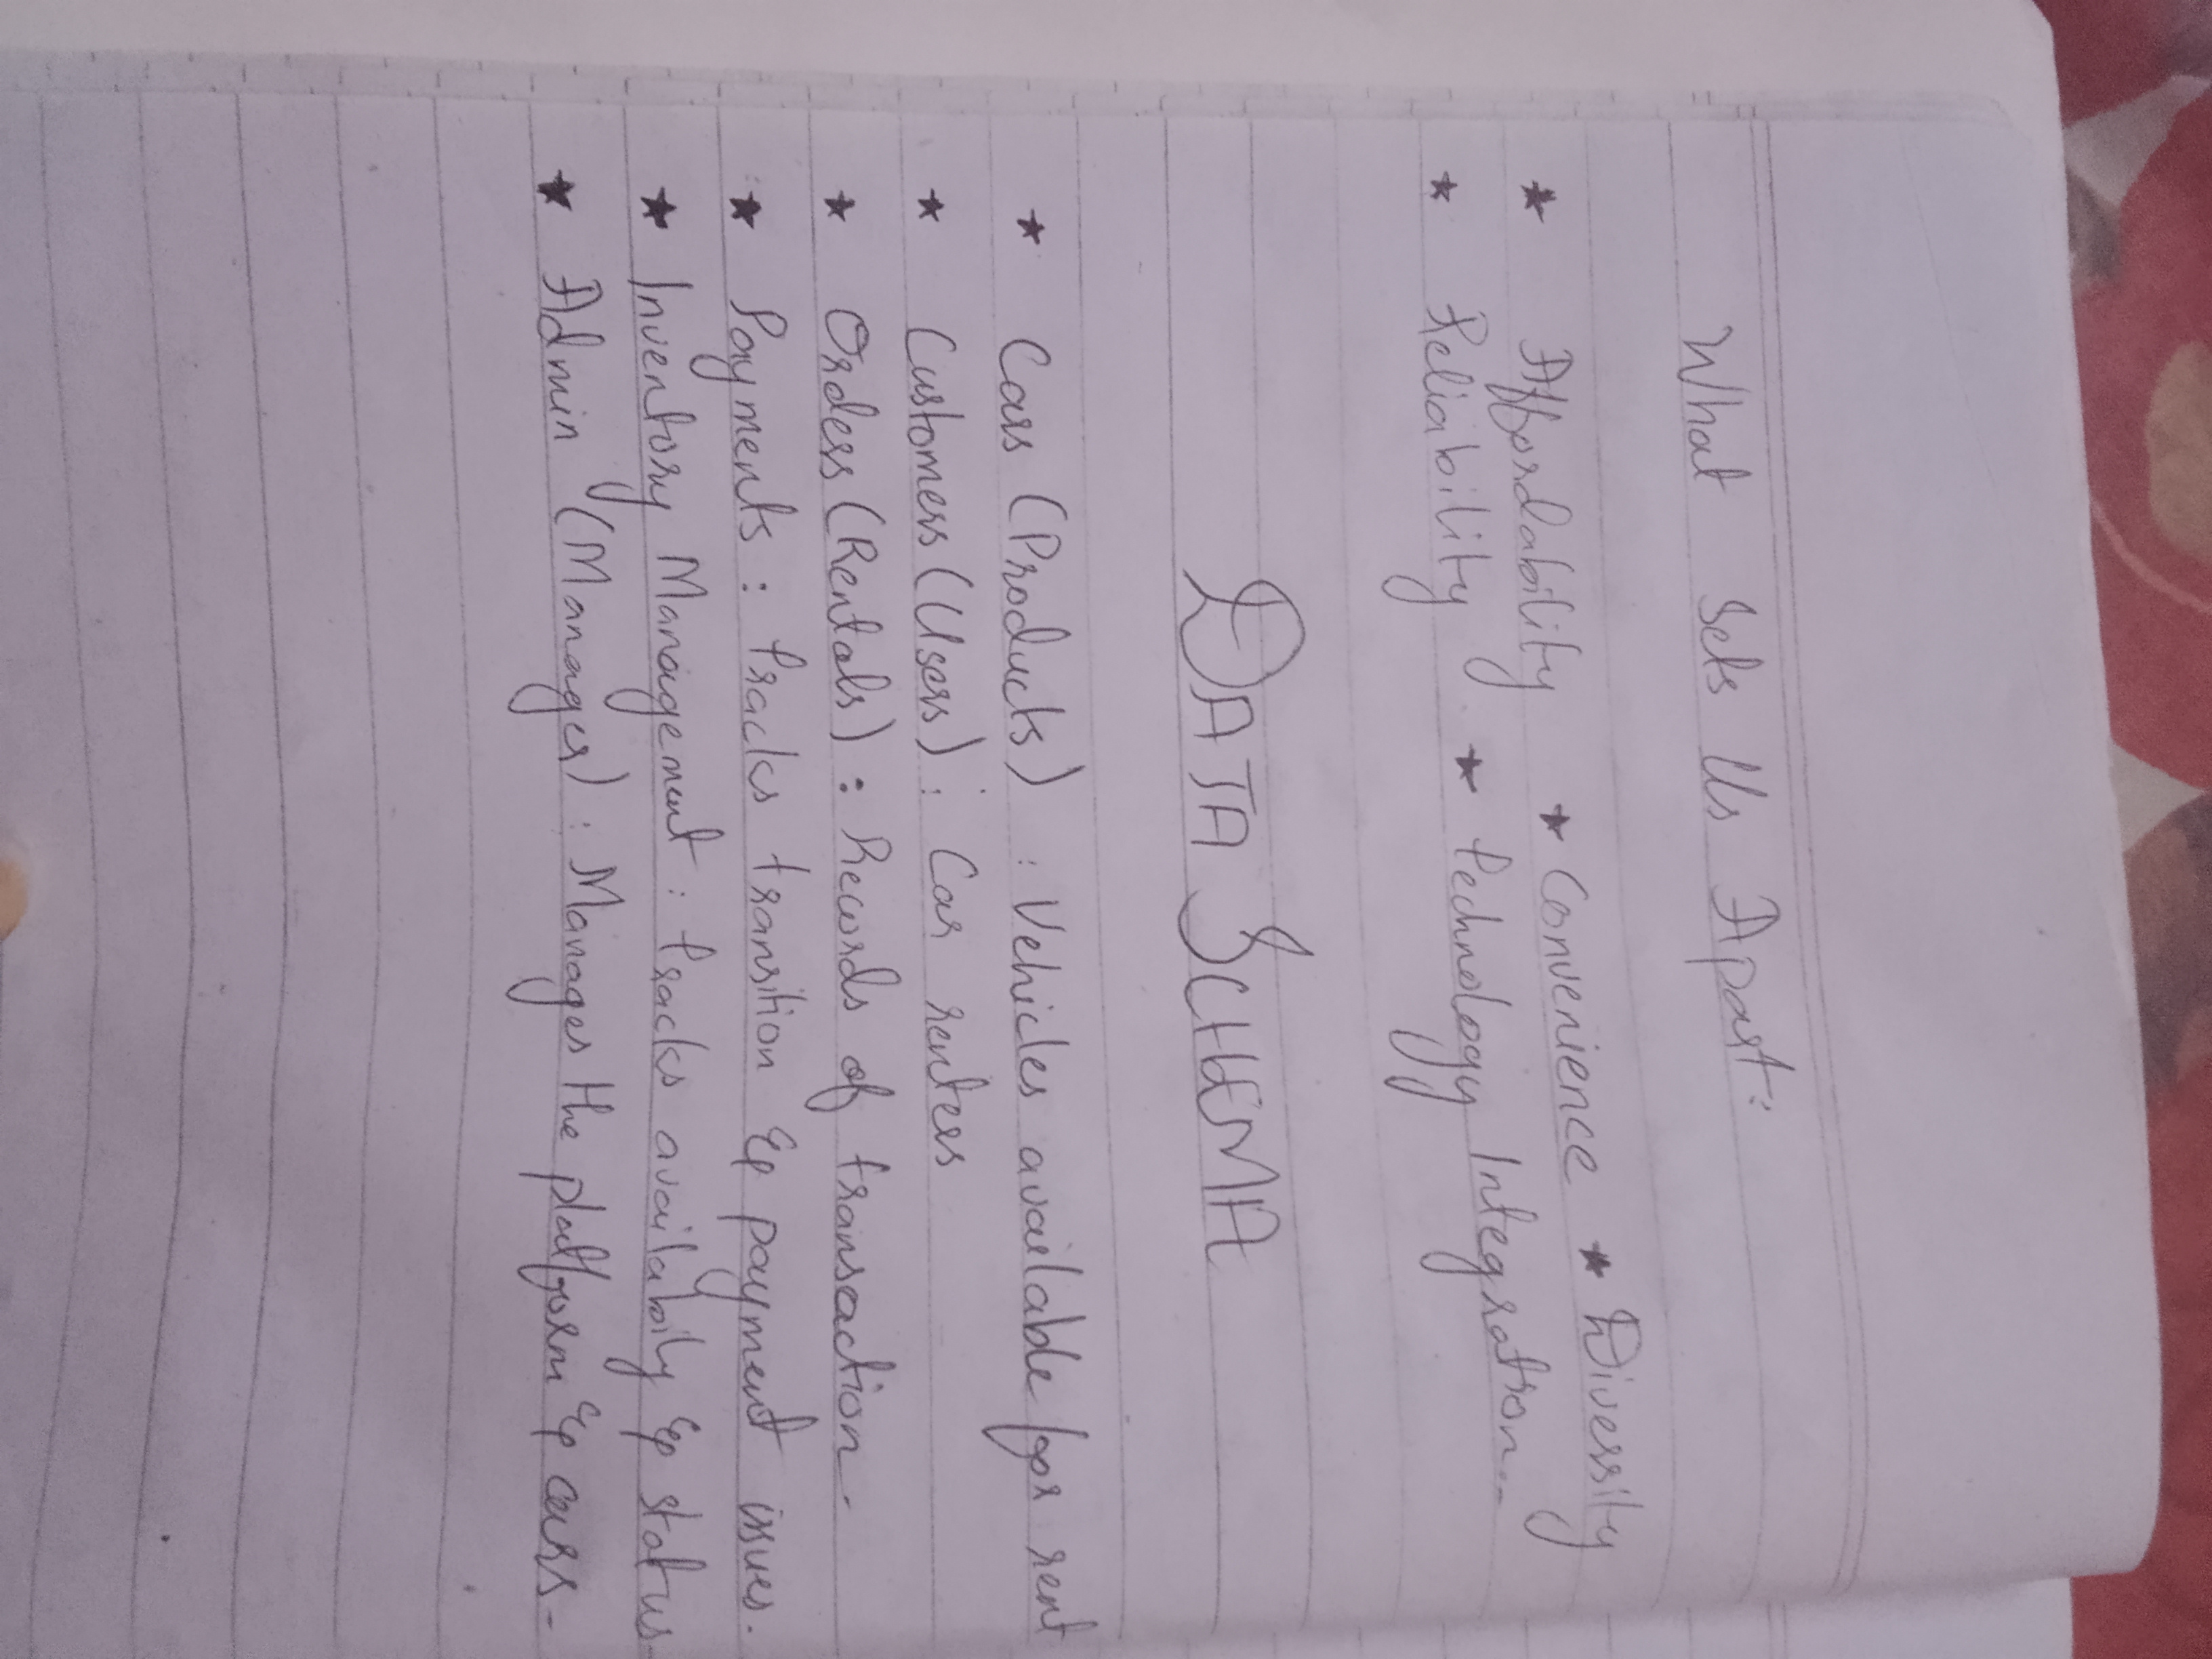 What Sets Us Apart:
★ Affordability ★ Convenience ★ Diversity
★ Reliability ★ Technology Integration.
DATA SCHEMA
★ Cars (Products) : Vehicles available for rent
★ Customers (Users) : Car renters
★ Orders (Rentals) : Records of transaction.
★ Payments : Tracks transition & payment issues.
★ Inventory Management : Tracks availabily & status
★ Admin (Manager) : Manages the platform & cars.